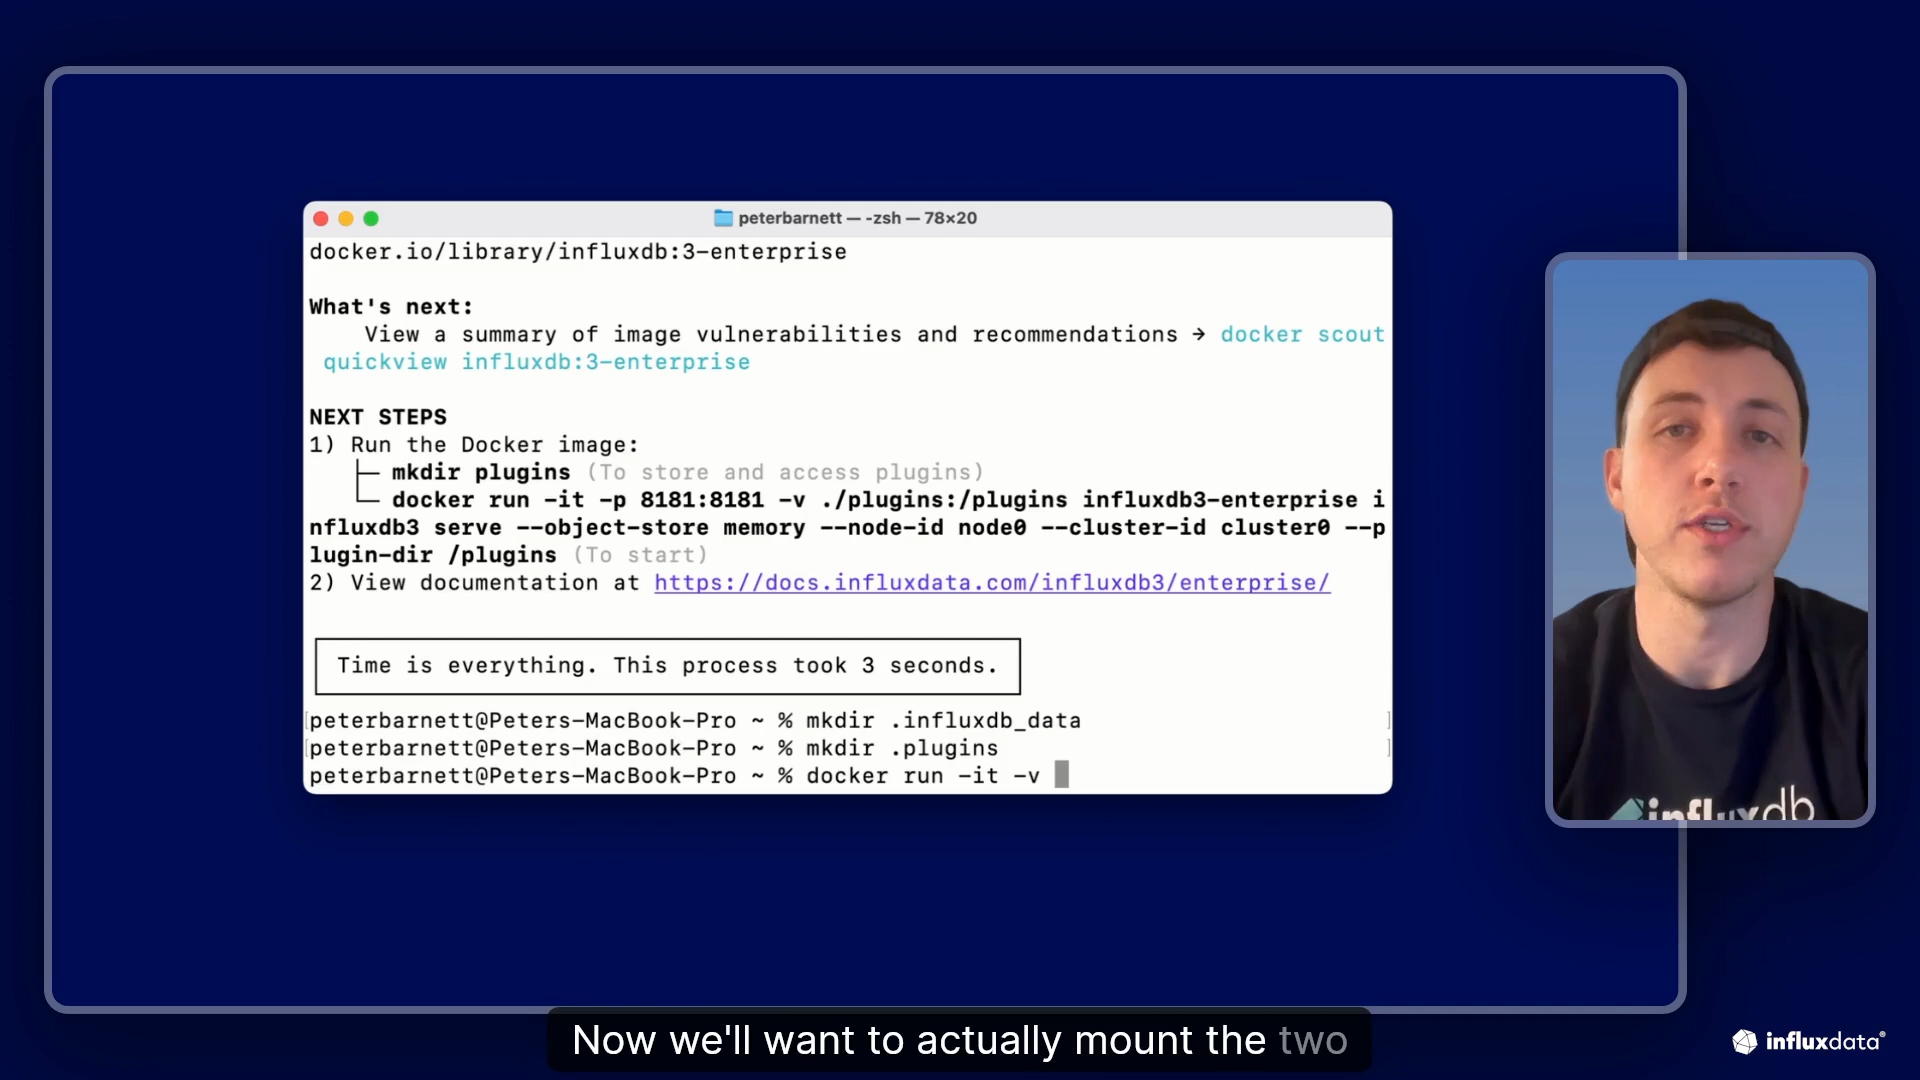 peterbarnett — -zsh — 78×20
docker.io/library/influxdb:3-enterprise
What's next:
View a summary of image vulnerabilities and recommendations → docker scout
quickview influxdb:3-enterprise
NEXT STEPS
1) Run the Docker image:
├─ mkdir plugins (To store and access plugins)
└─ docker run -it -p 8181:8181 -v ./plugins:/plugins influxdb3-enterprise i
nfluxdb3 serve --object-store memory --node-id node0 --cluster-id cluster0 --p
lugin-dir /plugins (To start)
2) View documentation at https://docs.influxdata.com/influxdb3/enterprise/
Time is everything. This process took 3 seconds.
[peterbarnett@Peters-MacBook-Pro ~ % mkdir .influxdb_data ]
[peterbarnett@Peters-MacBook-Pro ~ % mkdir .plugins ]
peterbarnett@Peters-MacBook-Pro ~ % docker run -it -v
influxdb
Now we'll want to actually mount the two
influxdata®